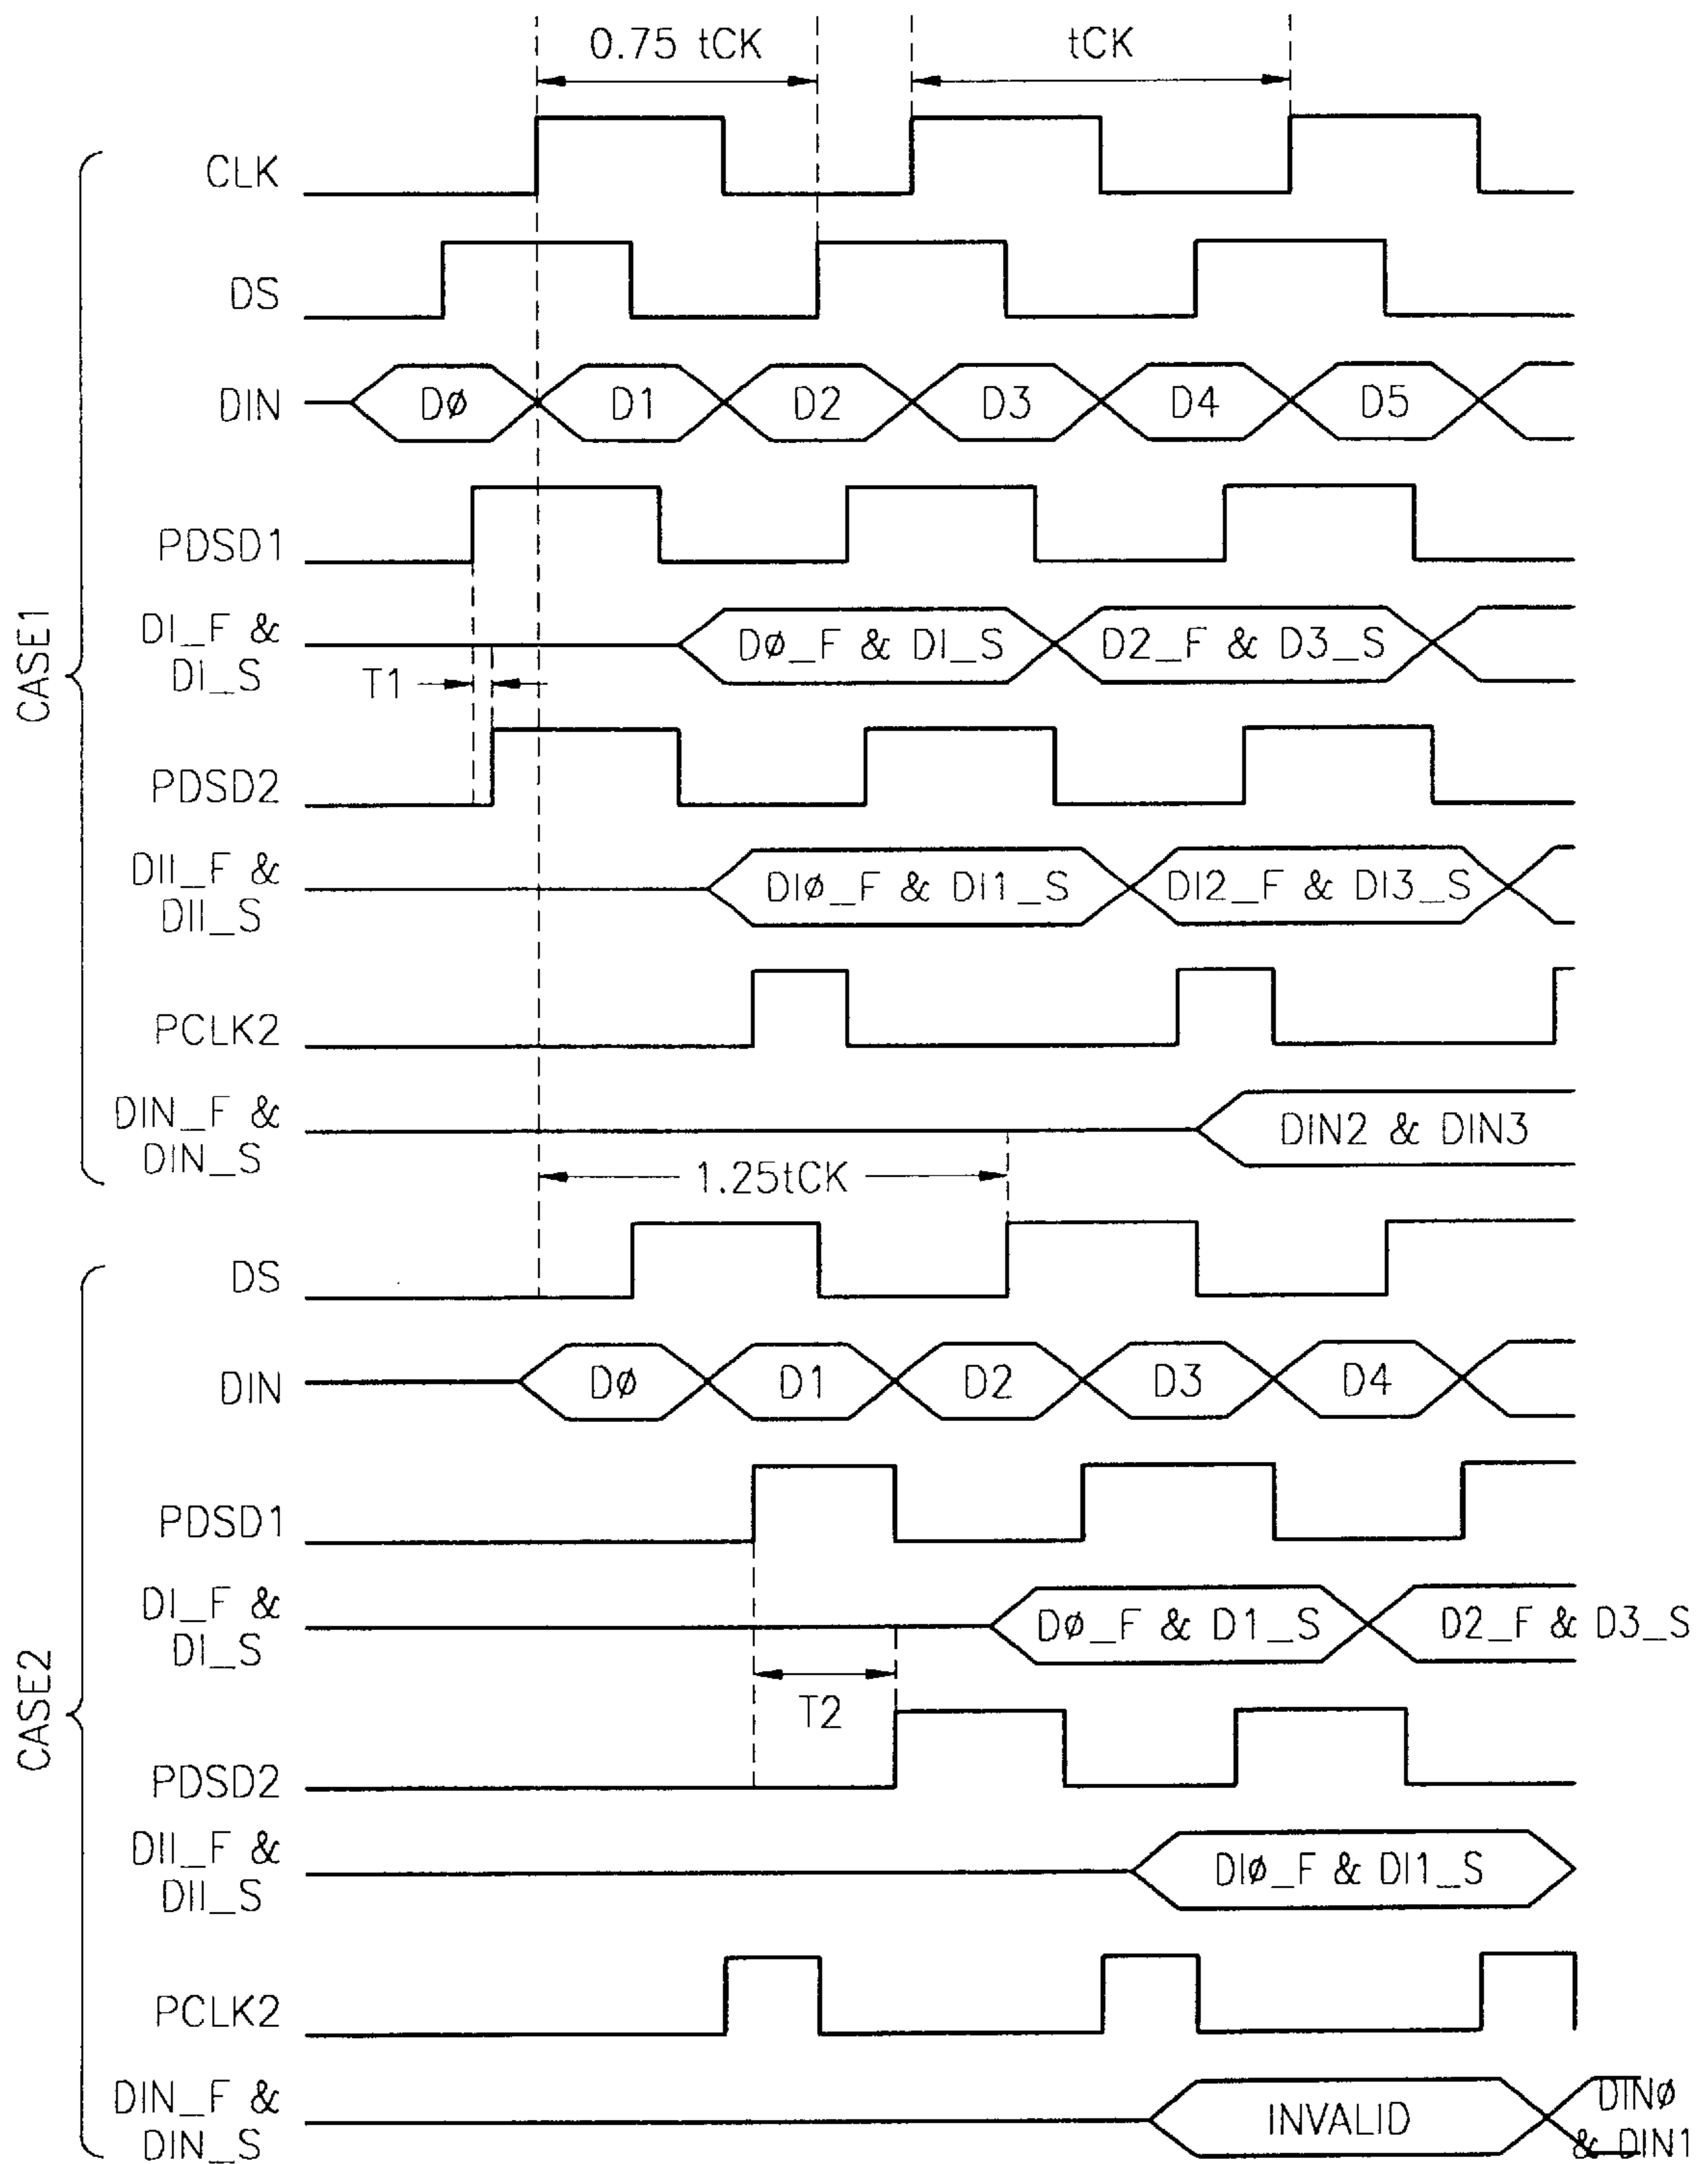 0.75 tCK
tCK
CASE1
CLK
DS
DIN
DØ
D1
D2
D3
D4
D5
PDSD1
DI_F &
DI_S
DØ_F & DI_S
D2_F & D3_S
T1
PDSD2
DII_F &
DII_S
DIØ_F & DI1_S
DI2_F & DI3_S
PCLK2
DIN_F &
DIN_S
DIN2 & DIN3
1.25tCK
CASE2
DS
DIN
DØ
D1
D2
D3
D4
PDSD1
DI_F &
DI_S
DØ_F & D1_S
D2_F & D3_S
T2
PDSD2
DII_F &
DII_S
DIØ_F & DI1_S
PCLK2
DIN_F &
DIN_S
INVALID
DINØ
& DIN1